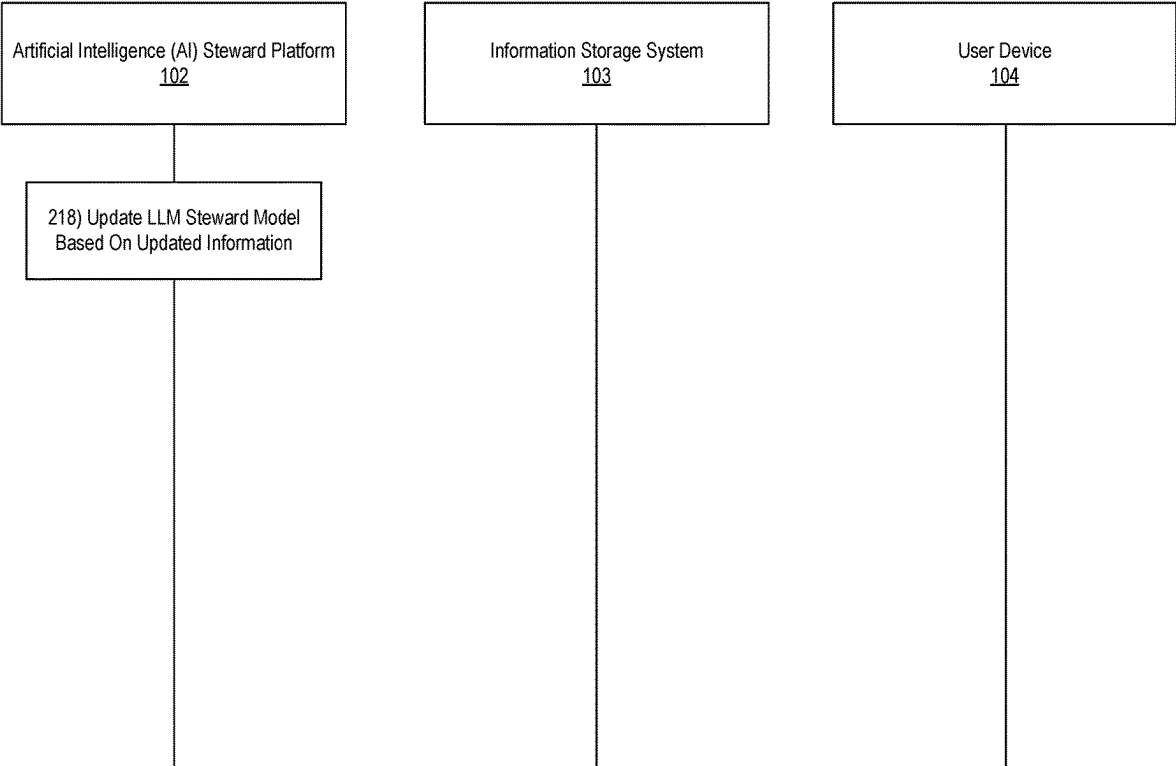 Artificial Intelligence (AI) Steward Platform
102
Information Storage System
103
User Device
104
218) Update LLM Steward Model
Based On Updated Information